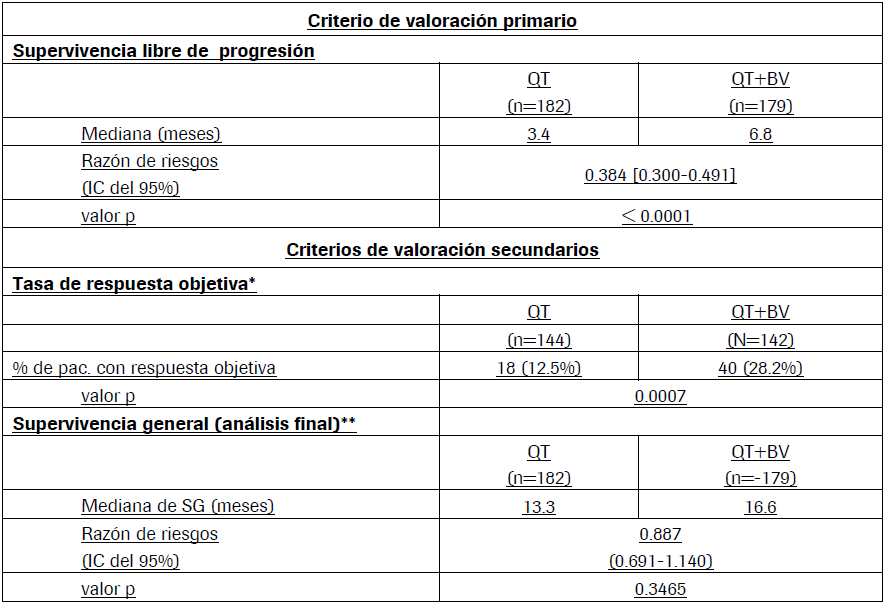 Criterio de valoración primario
Supervivencia libre de progresión
QT QT+BV
(n=182) (n=179)
Mediana (meses) 3.4 6.8
Razón de riesgos
(IC del 95%) 0.384 [0.300-0.491]
valor p < 0.0001
Criterios de valoración secundarios
Tasa de respuesta objetiva*
QT QT+BV
(n=144) (N=142)
% de pac. con respuesta objetiva 18 (12.5%) 40 (28.2%)
valor p 0.0007
Supervivencia general (análisis final)**
QT QT+BV
(n=182) (n=-179)
Mediana de SG (meses) 13.3 16.6
Razón de riesgos 0.887
(IC del 95%) (0.691-1.140)
valor p 0.3465